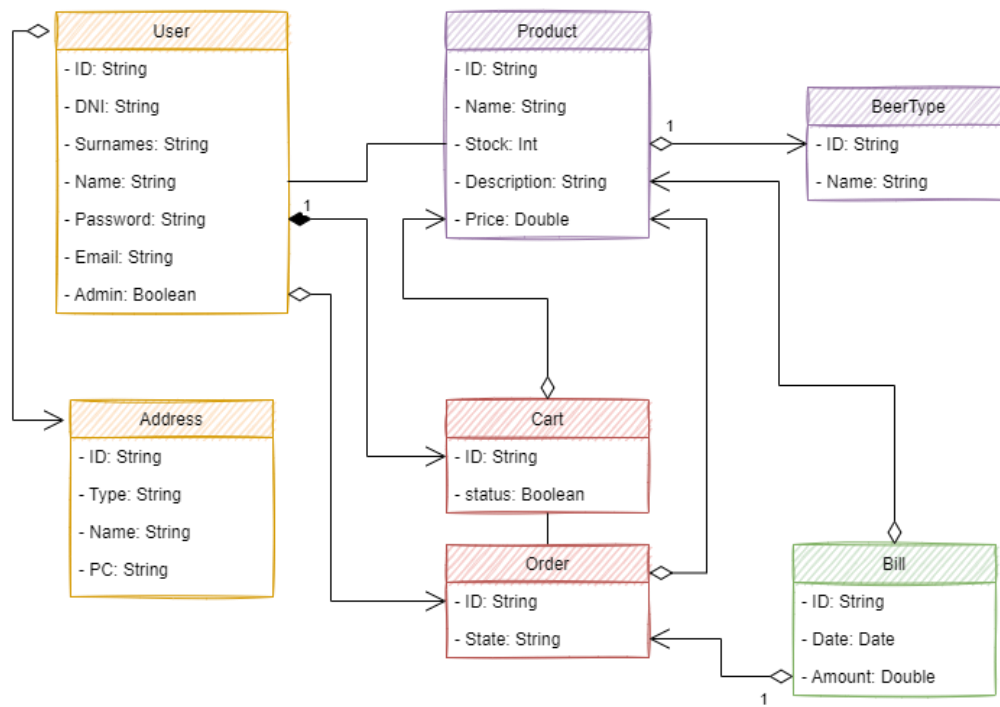 User
- ID: String
- DNI: String
- Surnames: String
- Name: String
- Password: String
- Email: String
- Admin: Boolean
1
Product
- ID: String
- Name: String
- Stock: Int
- Description: String
- Price: Double
1
BeerType
- ID: String
- Name: String
Address
- ID: String
- Type: String
- Name: String
- PC: String
Cart
- ID: String
- status: Boolean
Order
- ID: String
- State: String
Bill
- ID: String
- Date: Date
- Amount: Double
1